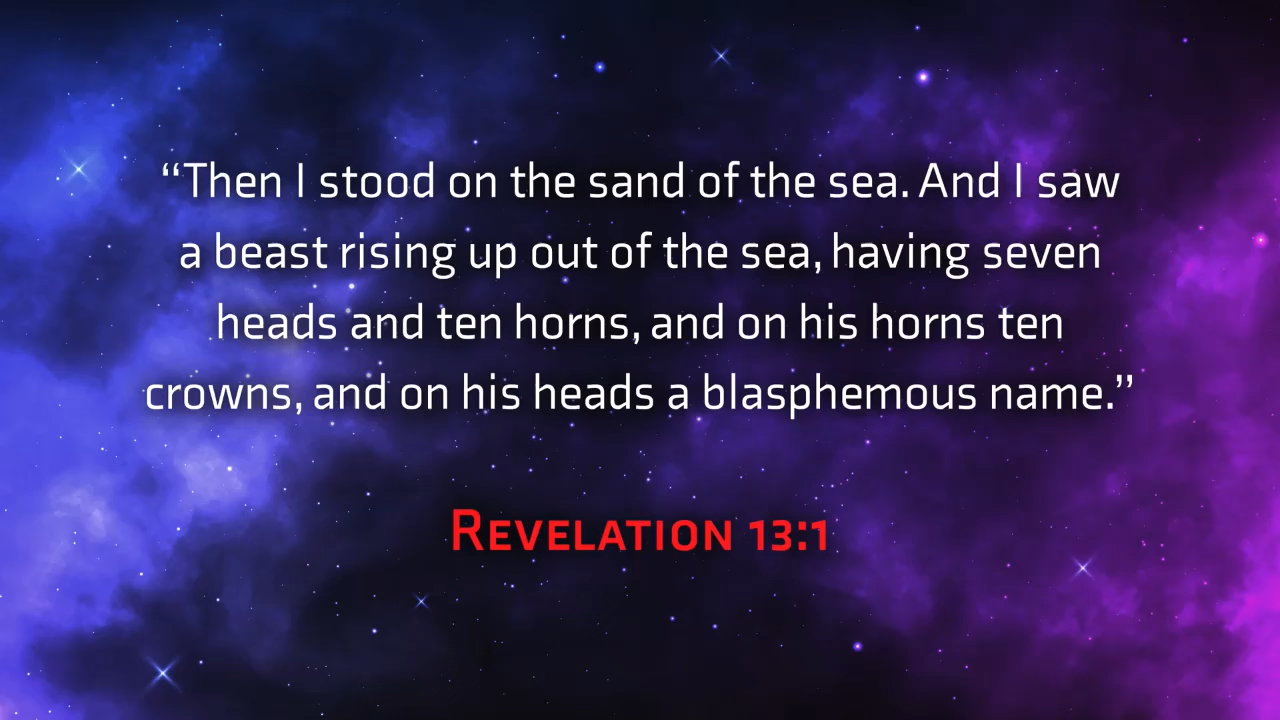 “Then I stood on the sand of the sea. And I saw
a beast rising up out of the sea, having seven
heads and ten horns, and on his horns ten
crowns, and on his heads a blasphemous name.”
Revelation 13:1